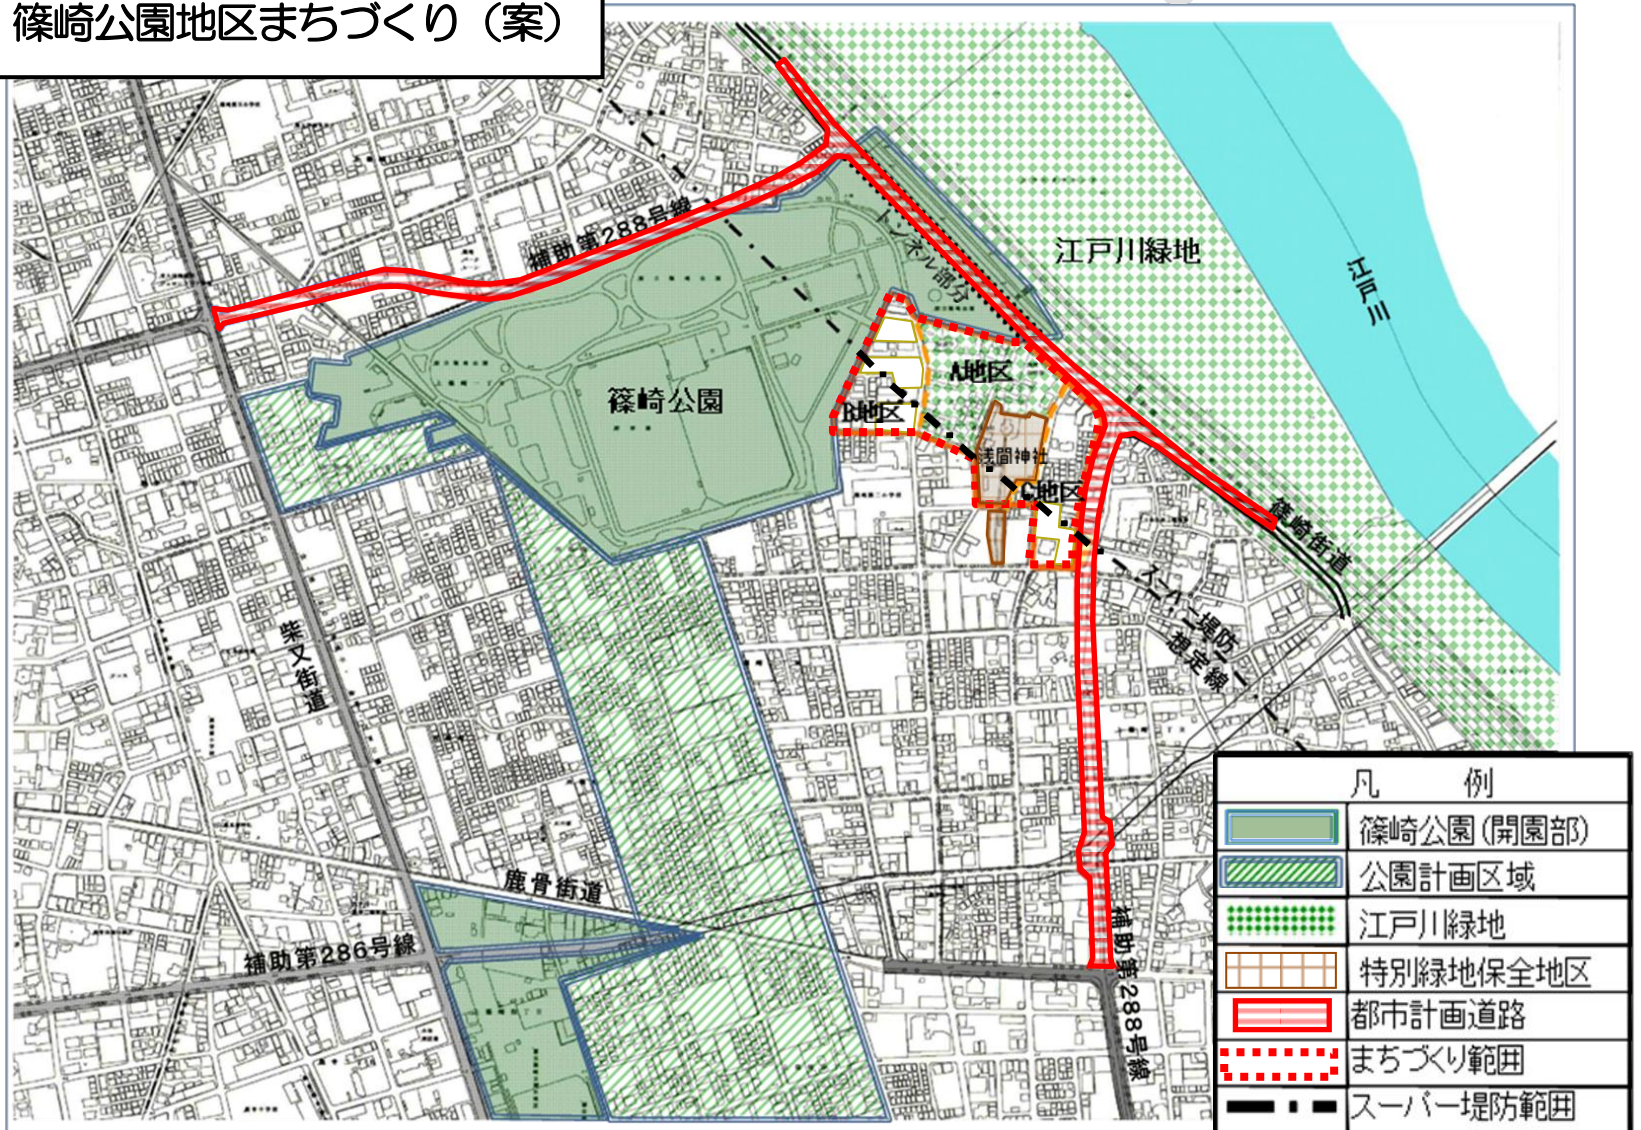 篠崎公園地区まちづくり（案）
補助第288号線
トンネル部分
江戸川緑地
江戸川
篠崎公園
A地区
B地区
浅間神社
C地区
篠崎街道
スーパー堤防
想定線
柴又街道
鹿骨街道
補助第286号線
補助第288号線
凡例
篠崎公園(開園部)
公園計画区域
江戸川緑地
特別緑地保全地区
都市計画道路
まちづくり範囲
スーパー堤防範囲